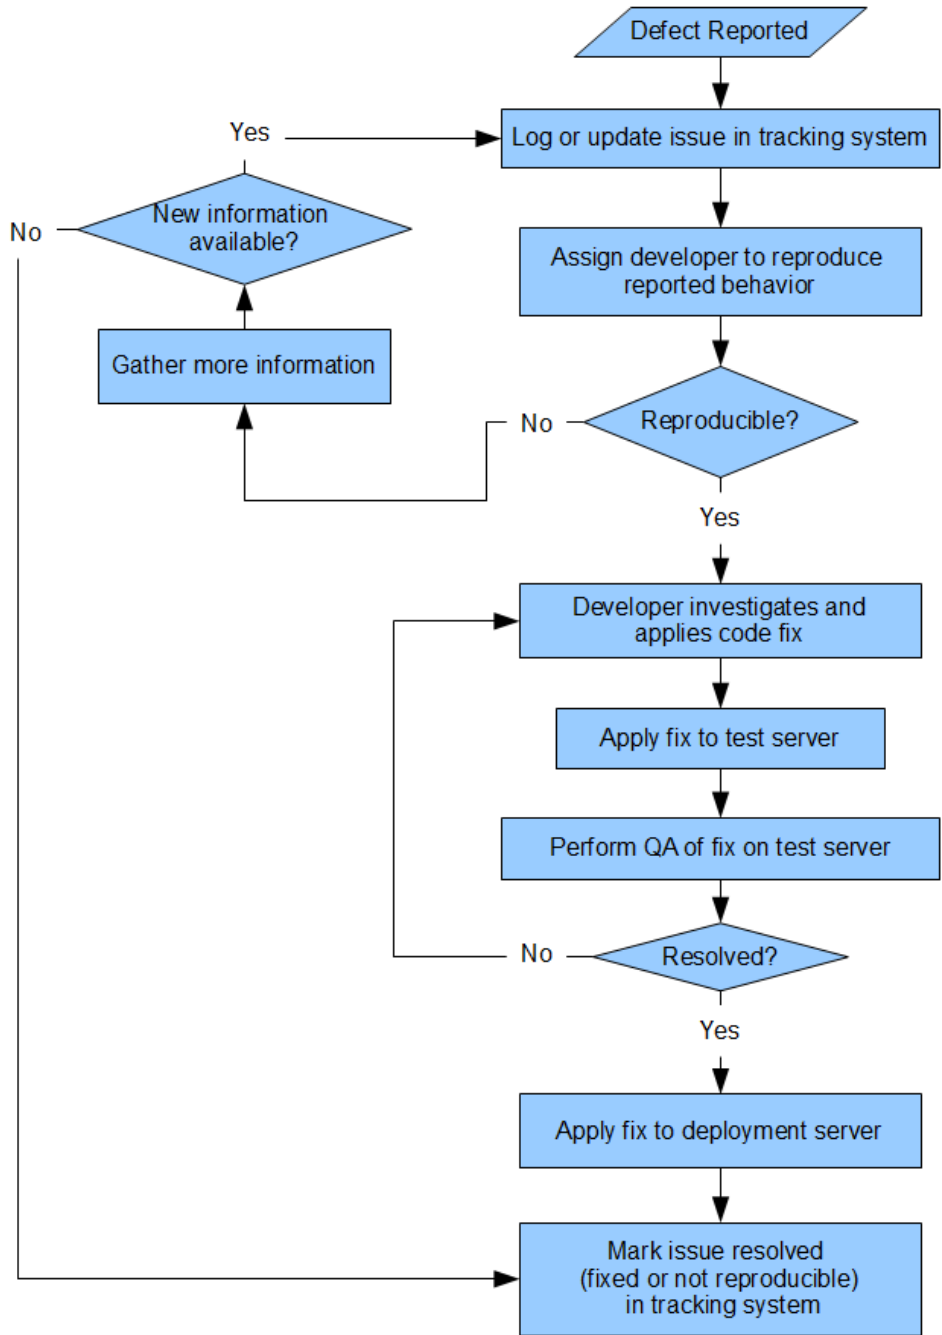 Defect Reported
Yes
Log or update issue in tracking system
New information
available?
No
Assign developer to reproduce
reported behavior
Gather more information
No
Reproducible?
Yes
Developer investigates and
applies code fix
Apply fix to test server
Perform QA of fix on test server
No
Resolved?
Yes
Apply fix to deployment server
Mark issue resolved
(fixed or not reproducible)
in tracking system